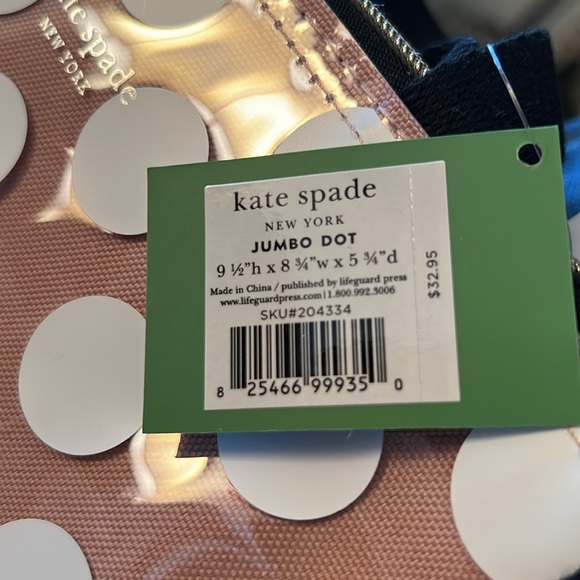 kate spade
NEW YORK
kate spade
NEW YORK
JUMBO DOT
9 ½"h x 8 ¾"w x 5 ¾"d
Made in China / published by lifeguard press
www.lifeguardpress.com | 1.800.992.3006
SKU#204334
8 25466 99935 0
$32.95